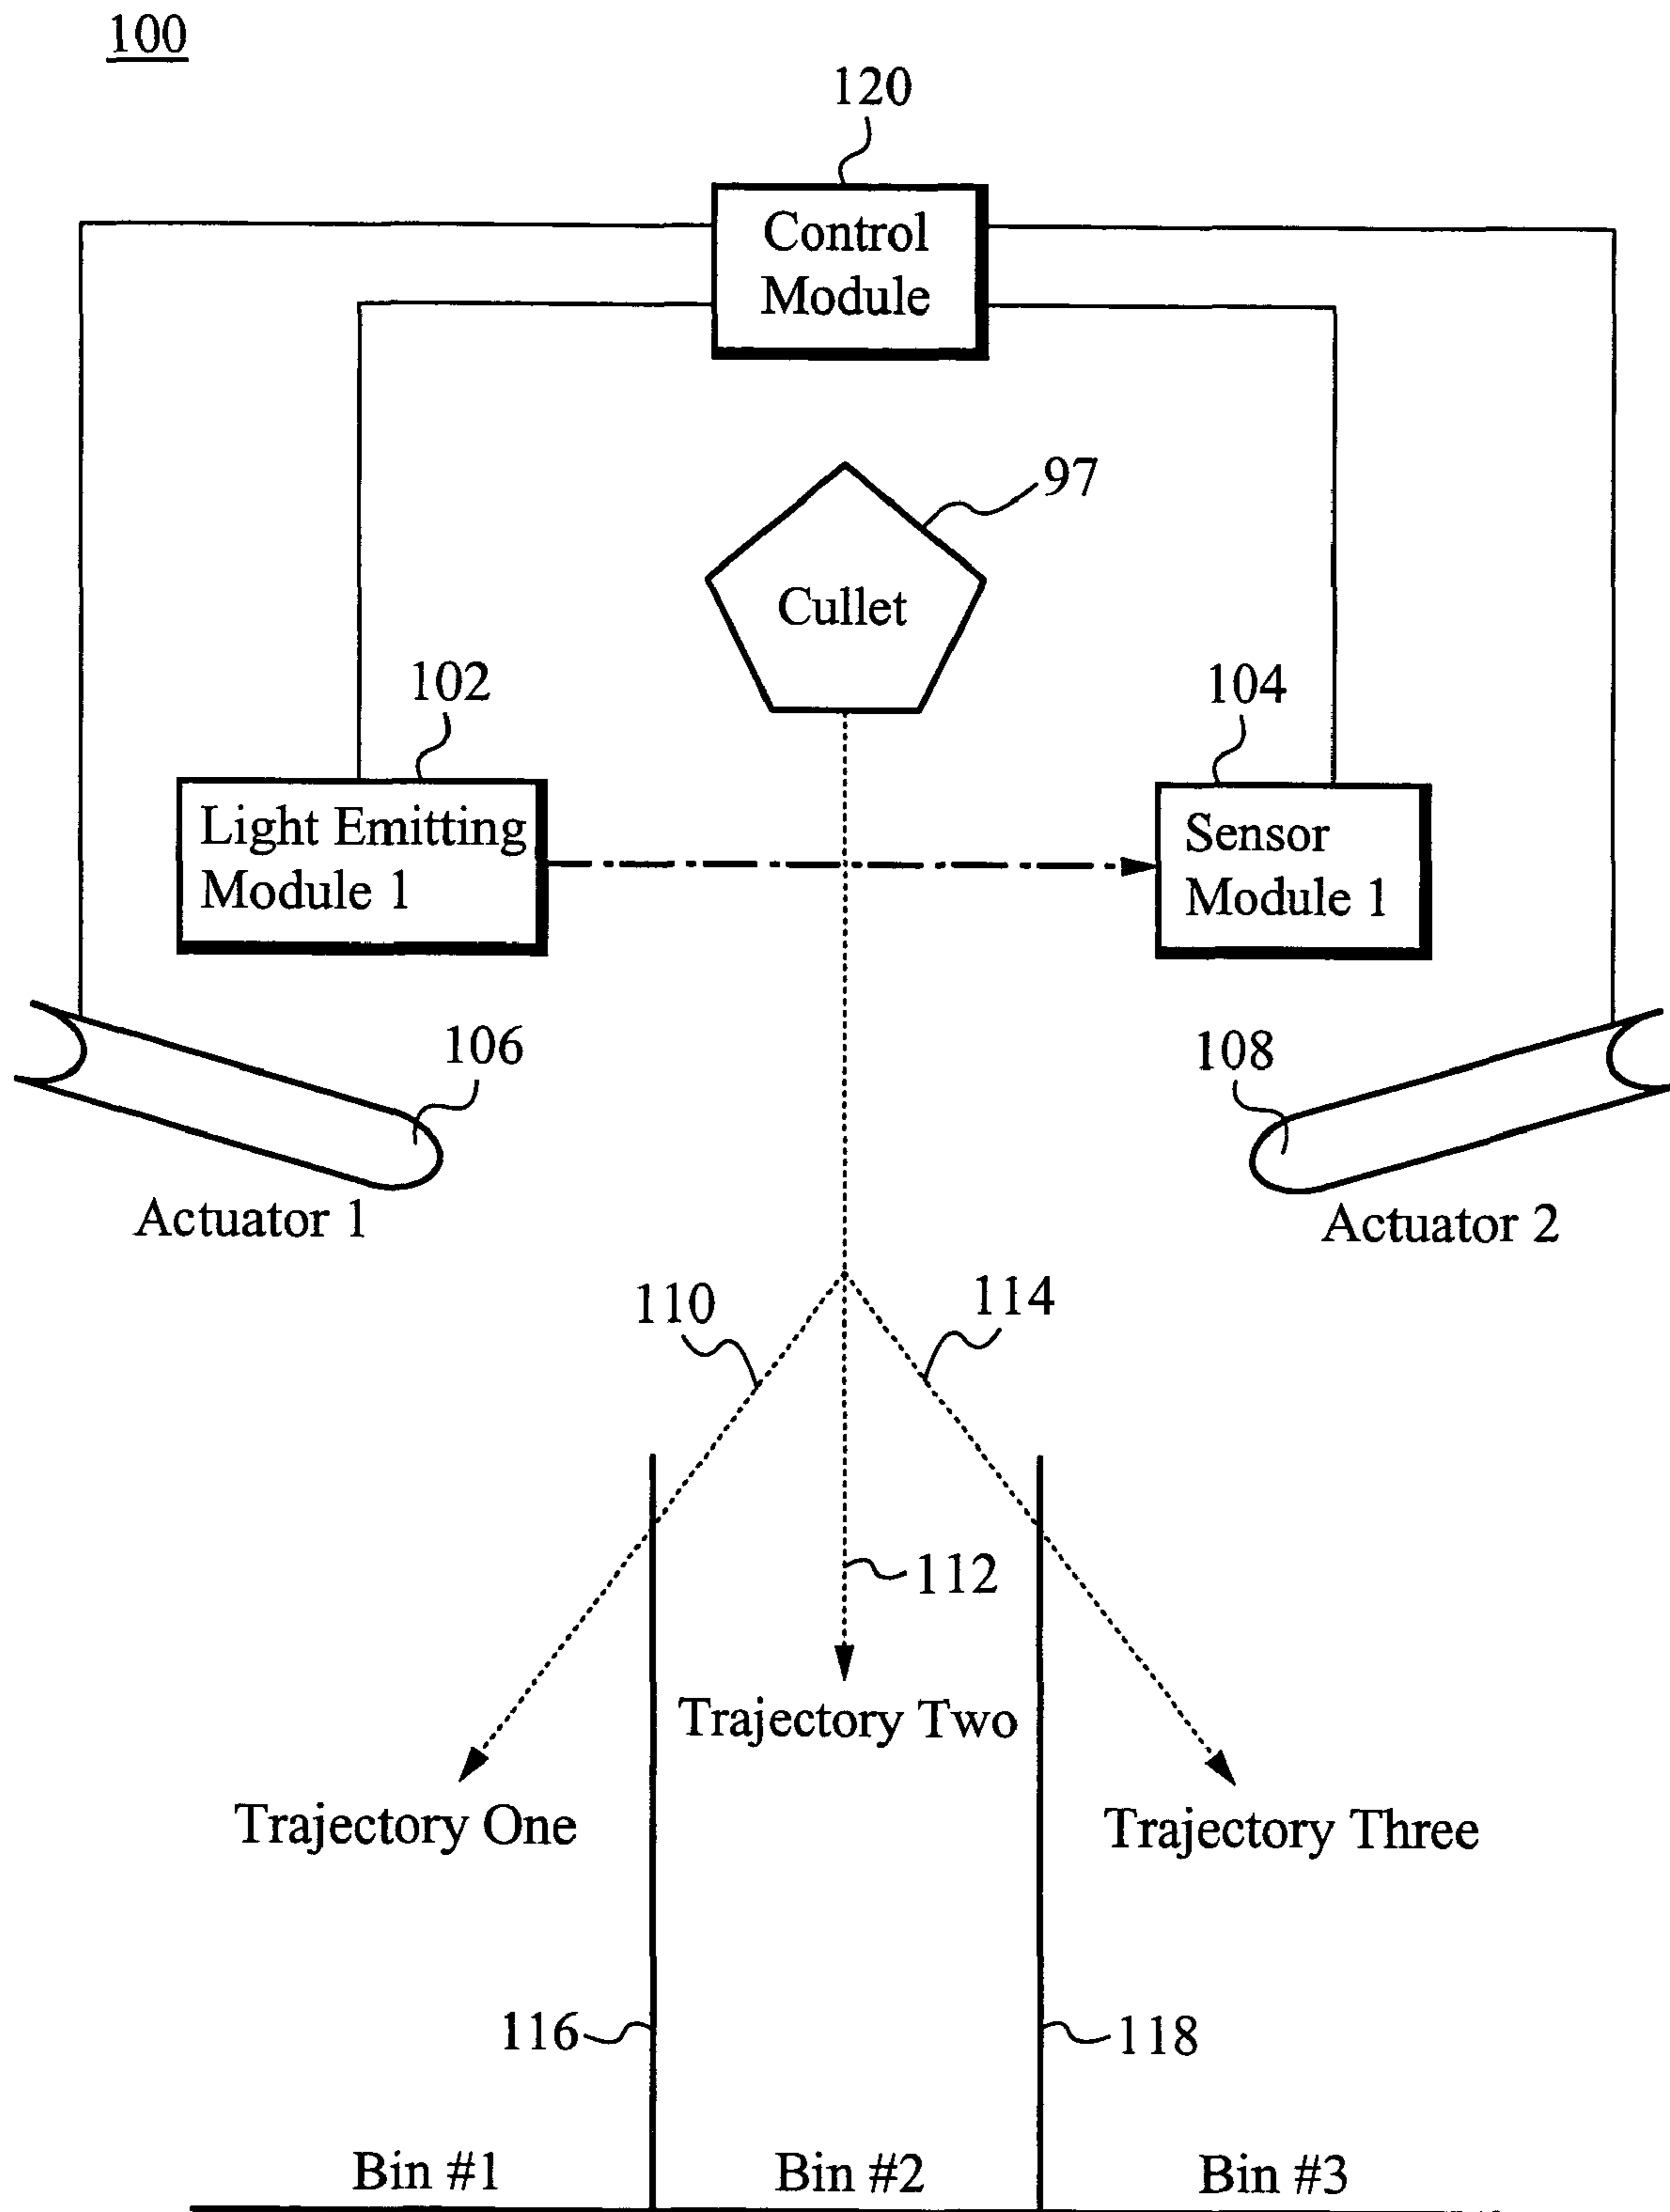 100
120
Control
Module
97
Cullet
102
104
Light Emitting
Module 1
Sensor
Module 1
106
108
Actuator 1
Actuator 2
110
114
112
Trajectory Two
Trajectory One
Trajectory Three
116
118
Bin #1
Bin #2
Bin #3